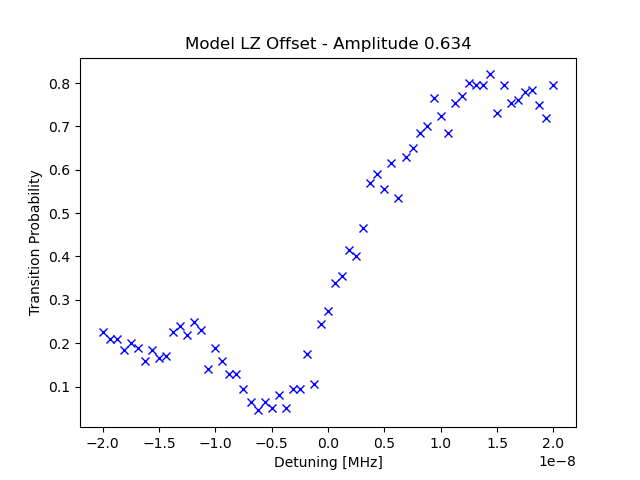 Model LZ Offset - Amplitude 0.634
Transition Probability
0.8
0.7
0.6
0.5
0.4
0.3
0.2
0.1
−2.0 −1.5 −1.0 −0.5 0.0 0.5 1.0 1.5 2.0
Detuning [MHz]
1e−8